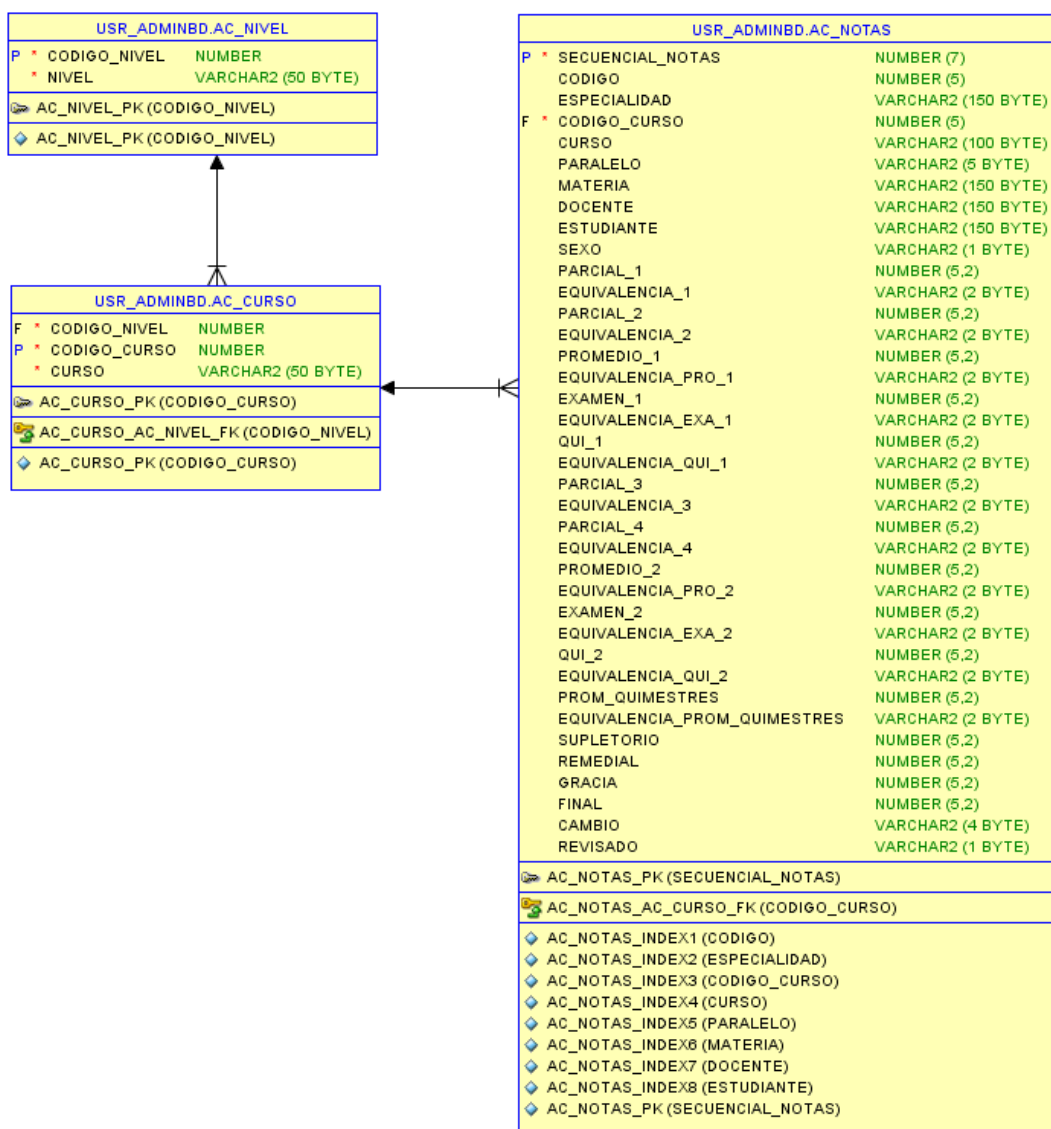 USR_ADMINBD.AC_NIVEL
P * CODIGO_NIVEL NUMBER
* NIVEL VARCHAR2 (50 BYTE)
AC_NIVEL_PK (CODIGO_NIVEL)
AC_NIVEL_PK (CODIGO_NIVEL)
USR_ADMINBD.AC_CURSO
F * CODIGO_NIVEL NUMBER
P * CODIGO_CURSO NUMBER
* CURSO VARCHAR2 (50 BYTE)
AC_CURSO_PK (CODIGO_CURSO)
AC_CURSO_AC_NIVEL_FK (CODIGO_NIVEL)
AC_CURSO_PK (CODIGO_CURSO)
USR_ADMINBD.AC_NOTAS
P * SECUENCIAL_NOTAS NUMBER (7)
CODIGO NUMBER (5)
ESPECIALIDAD VARCHAR2 (150 BYTE)
F * CODIGO_CURSO NUMBER (5)
CURSO VARCHAR2 (100 BYTE)
PARALELO VARCHAR2 (5 BYTE)
MATERIA VARCHAR2 (150 BYTE)
DOCENTE VARCHAR2 (150 BYTE)
ESTUDIANTE VARCHAR2 (150 BYTE)
SEXO VARCHAR2 (1 BYTE)
PARCIAL_1 NUMBER (5,2)
EQUIVALENCIA_1 VARCHAR2 (2 BYTE)
PARCIAL_2 NUMBER (5,2)
EQUIVALENCIA_2 VARCHAR2 (2 BYTE)
PROMEDIO_1 NUMBER (5,2)
EQUIVALENCIA_PRO_1 VARCHAR2 (2 BYTE)
EXAMEN_1 NUMBER (5,2)
EQUIVALENCIA_EXA_1 VARCHAR2 (2 BYTE)
QUI_1 NUMBER (5,2)
EQUIVALENCIA_QUI_1 VARCHAR2 (2 BYTE)
PARCIAL_3 NUMBER (5,2)
EQUIVALENCIA_3 VARCHAR2 (2 BYTE)
PARCIAL_4 NUMBER (5,2)
EQUIVALENCIA_4 VARCHAR2 (2 BYTE)
PROMEDIO_2 NUMBER (5,2)
EQUIVALENCIA_PRO_2 VARCHAR2 (2 BYTE)
EXAMEN_2 NUMBER (5,2)
EQUIVALENCIA_EXA_2 VARCHAR2 (2 BYTE)
QUI_2 NUMBER (5,2)
EQUIVALENCIA_QUI_2 VARCHAR2 (2 BYTE)
PROM_QUIMESTRES NUMBER (5,2)
EQUIVALENCIA_PROM_QUIMESTRES VARCHAR2 (2 BYTE)
SUPLETORIO NUMBER (5,2)
REMEDIAL NUMBER (5,2)
GRACIA NUMBER (5,2)
FINAL NUMBER (5,2)
CAMBIO VARCHAR2 (4 BYTE)
REVISADO VARCHAR2 (1 BYTE)
AC_NOTAS_PK (SECUENCIAL_NOTAS)
AC_NOTAS_AC_CURSO_FK (CODIGO_CURSO)
AC_NOTAS_INDEX1 (CODIGO)
AC_NOTAS_INDEX2 (ESPECIALIDAD)
AC_NOTAS_INDEX3 (CODIGO_CURSO)
AC_NOTAS_INDEX4 (CURSO)
AC_NOTAS_INDEX5 (PARALELO)
AC_NOTAS_INDEX6 (MATERIA)
AC_NOTAS_INDEX7 (DOCENTE)
AC_NOTAS_INDEX8 (ESTUDIANTE)
AC_NOTAS_PK (SECUENCIAL_NOTAS)